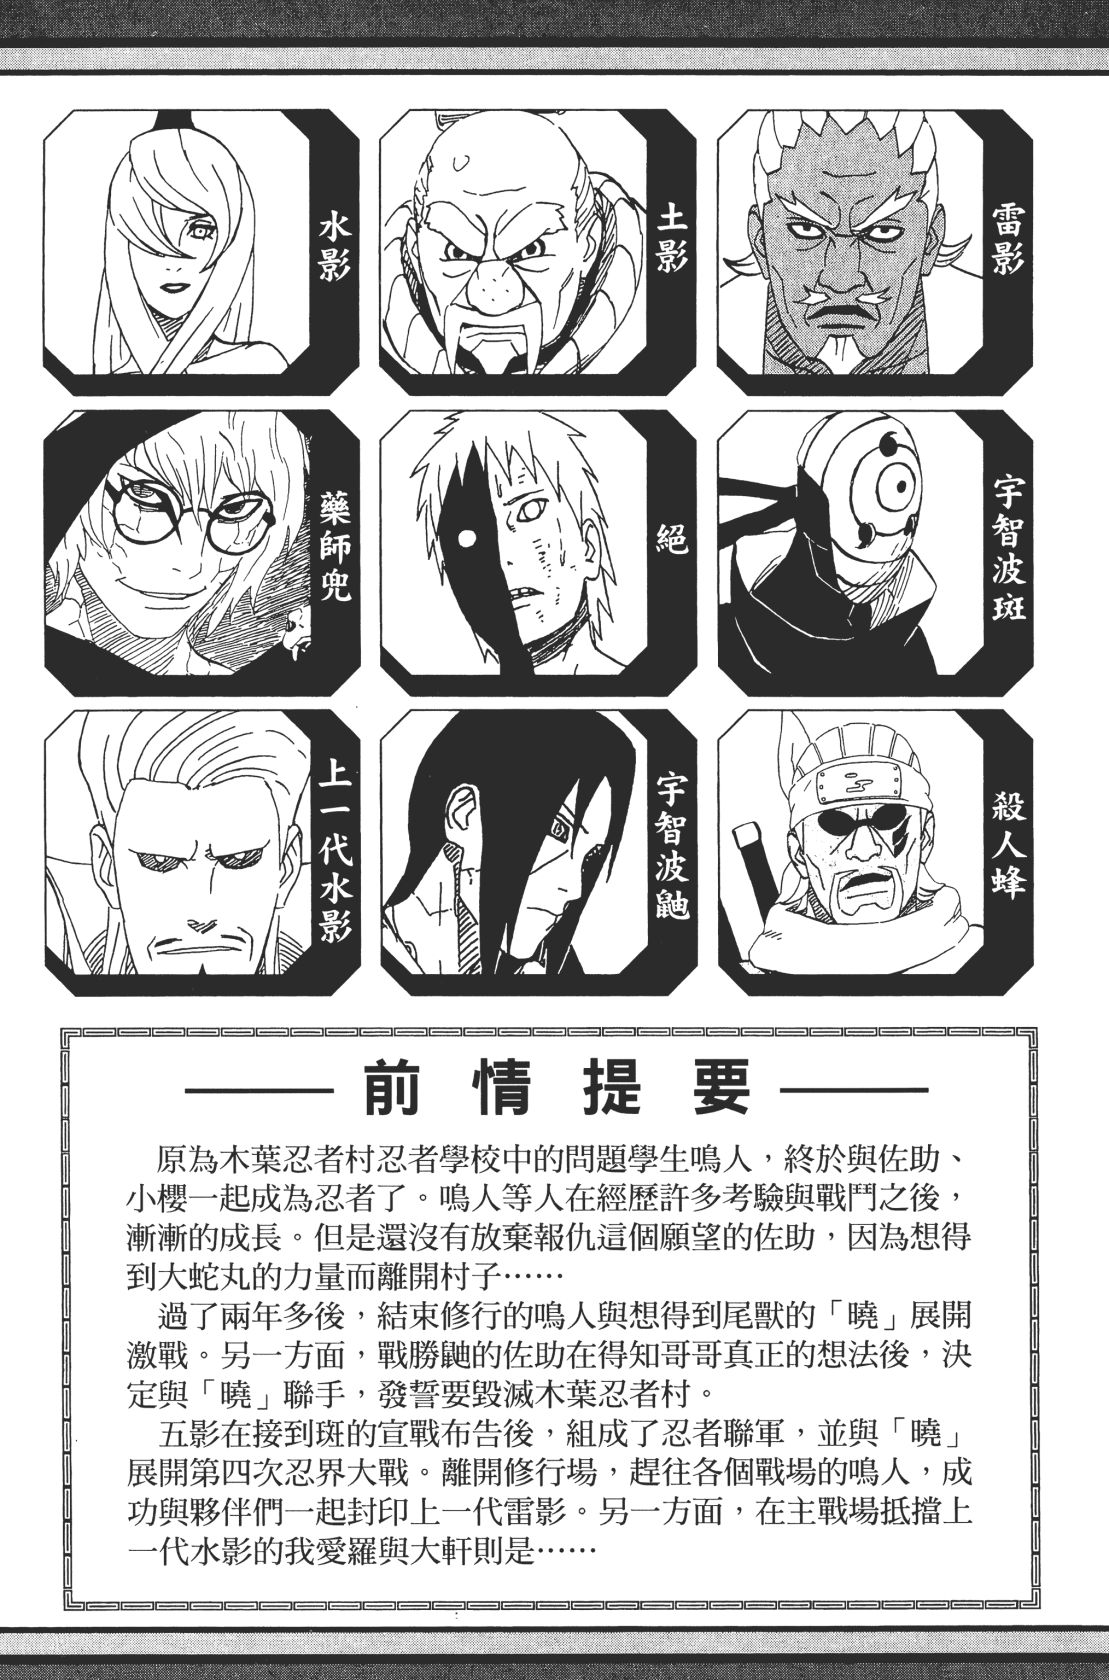 雷影
土影
水影
宇智波斑
絕
藥師兜
殺人蜂
宇智波鼬
上一代水影
前情提要
原為木葉忍者村忍者學校中的問題學生鳴人，終於與佐助、
小櫻一起成為忍者了。鳴人等人在經歷許多考驗與戰鬥之後，
漸漸的成長。但是還沒有放棄報仇這個願望的佐助，因為想得
到大蛇丸的力量而離開村子……
過了兩年多後，結束修行的鳴人與想得到尾獸的「曉」展開
激戰。另一方面，戰勝鼬的佐助在得知哥哥真正的想法後，決
定與「曉」聯手，發誓要毀滅木葉忍者村。
五影在接到斑的宣戰布告後，組成了忍者聯軍，並與「曉」
展開第四次忍界大戰。離開修行場，趕往各個戰場的鳴人，成
功與夥伴們一起封印上一代雷影。另一方面，在主戰場抵擋上
一代水影的我愛羅與大軒則是……